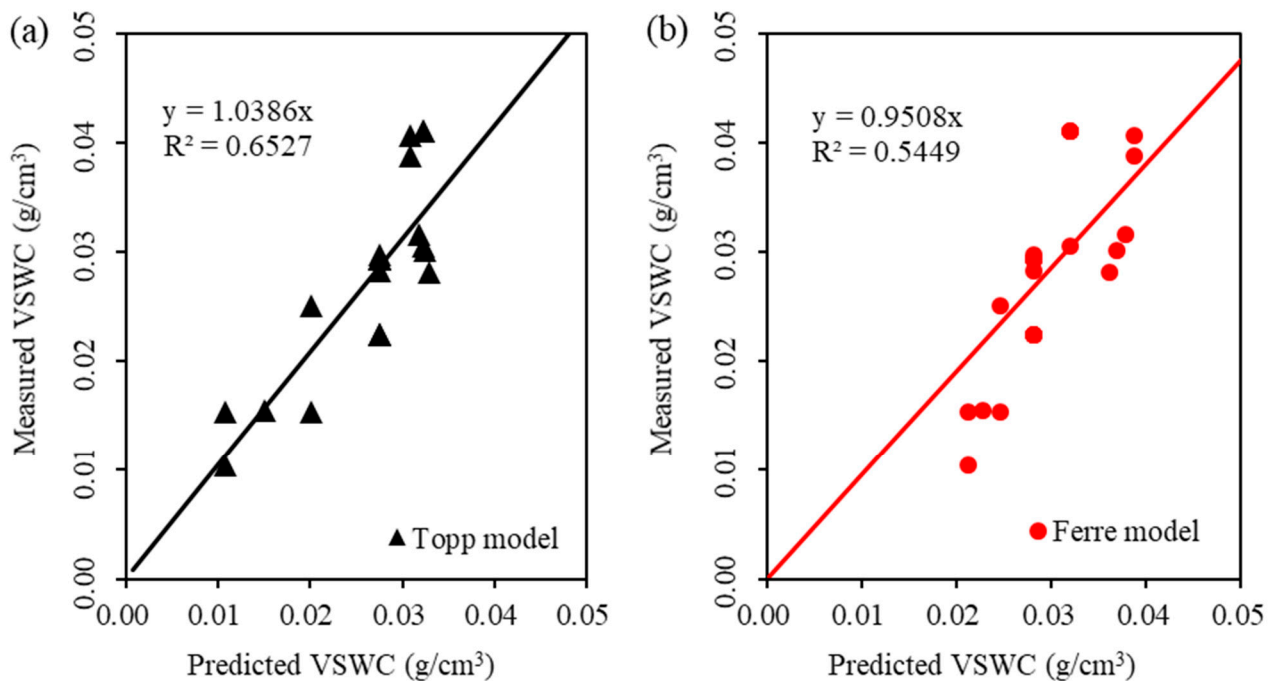 (a)
y = 1.0386x
R² = 0.6527
Measured VSWC (g/cm³)
0.05
0.04
0.03
0.02
0.01
0.00
Topp model
0.00 0.01 0.02 0.03 0.04 0.05
Predicted VSWC (g/cm³)
(b)
y = 0.9508x
R² = 0.5449
Measured VSWC (g/cm³)
0.05
0.04
0.03
0.02
0.01
0.00
Ferre model
0.00 0.01 0.02 0.03 0.04 0.05
Predicted VSWC (g/cm³)